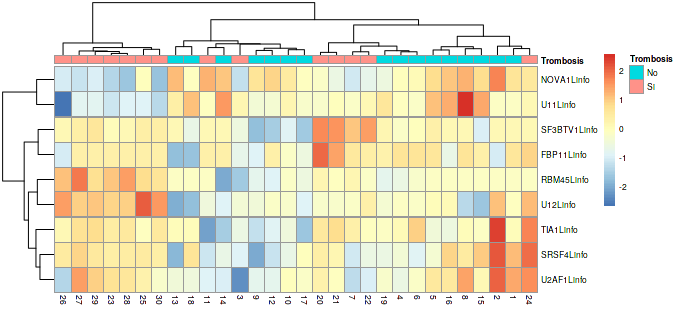 Trombosis
NOVA1Linfo
U11Linfo
SF3BTV1Linfo
FBP11Linfo
RBM45Linfo
U12Linfo
TIA1Linfo
SRSF4Linfo
U2AF1Linfo
26 27 29 23 28 25 30 13 18 11 14 3 9 12 10 17 20 21 7 22 19 4 6 5 16 8 15 2 1 24
2
1
0
-1
-2
Trombosis
No
SI